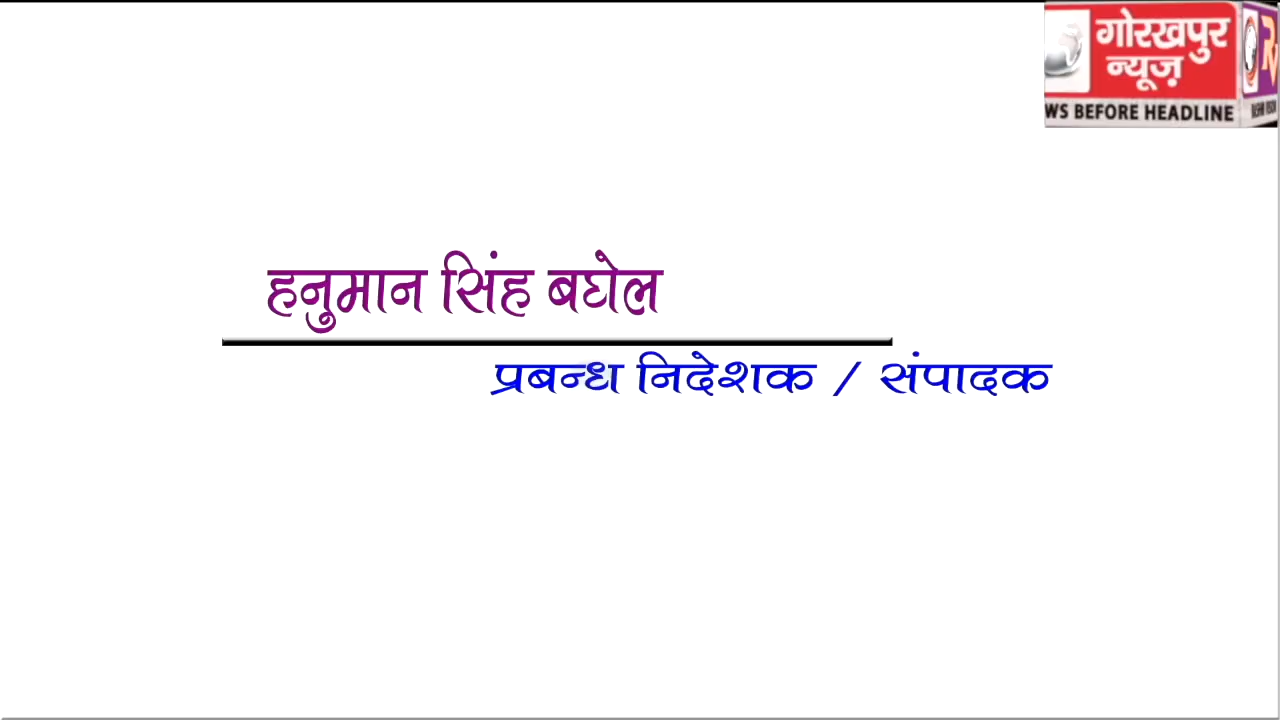 गोरखपुर
न्यूज़
WS BEFORE HEADLINE
हनुमान सिंह बघेल
प्रबन्ध निदेशक / संपादक